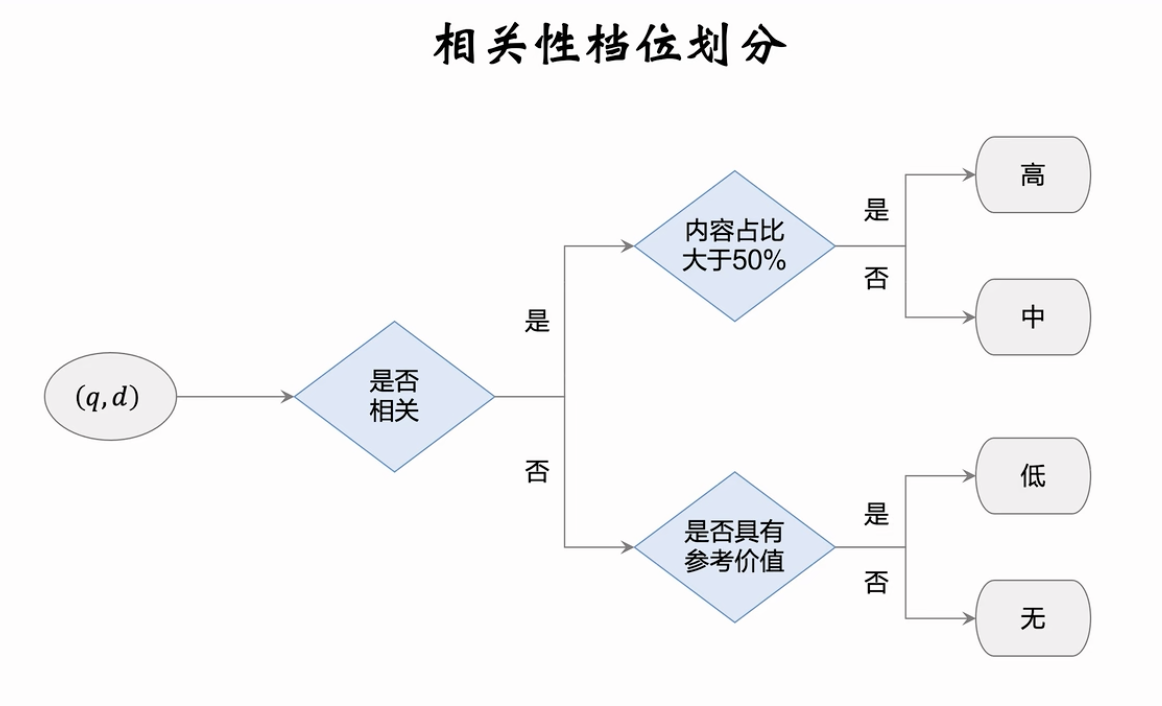 相关性档位划分
(q,d)
是否
相关
是
否
内容占比
大于50%
是
否
高
中
是否具有
参考价值
是
否
低
无